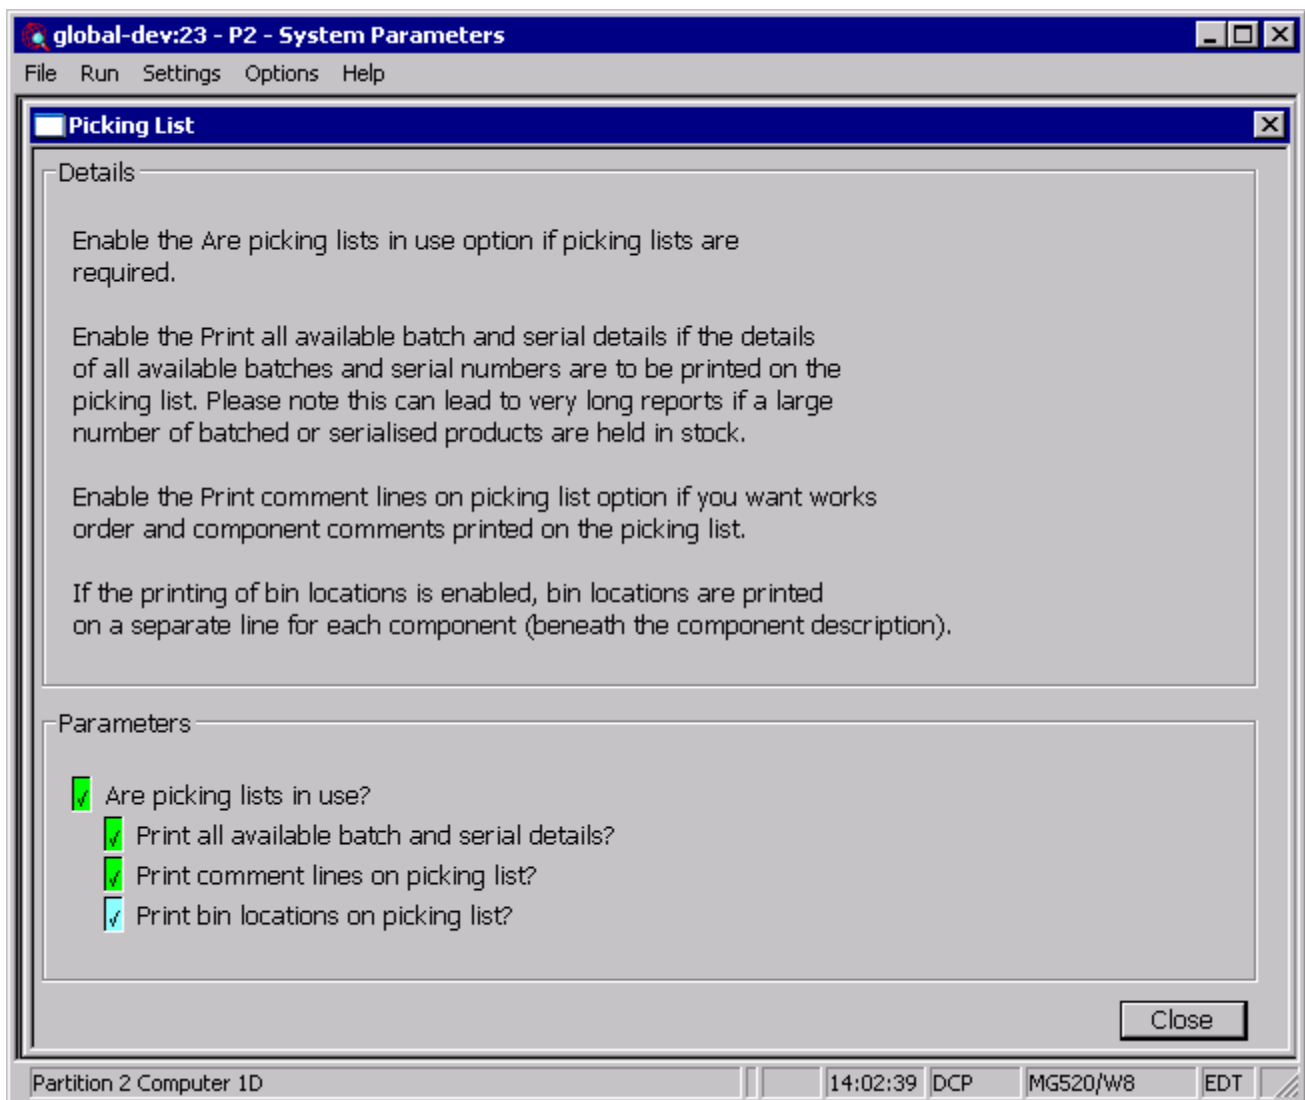 global-dev:23 - P2 - System Parameters
File Run Settings Options Help
Picking List
Details
Enable the Are picking lists in use option if picking lists are
required.
Enable the Print all available batch and serial details if the details
of all available batches and serial numbers are to be printed on the
picking list. Please note this can lead to very long reports if a large
number of batched or serialised products are held in stock.
Enable the Print comment lines on picking list option if you want works
order and component comments printed on the picking list.
If the printing of bin locations is enabled, bin locations are printed
on a separate line for each component (beneath the component description).
Parameters
Are picking lists in use?
Print all available batch and serial details?
Print comment lines on picking list?
Print bin locations on picking list?
Close
Partition 2 Computer 1D 14:02:39 DCP MG520/W8 EDT